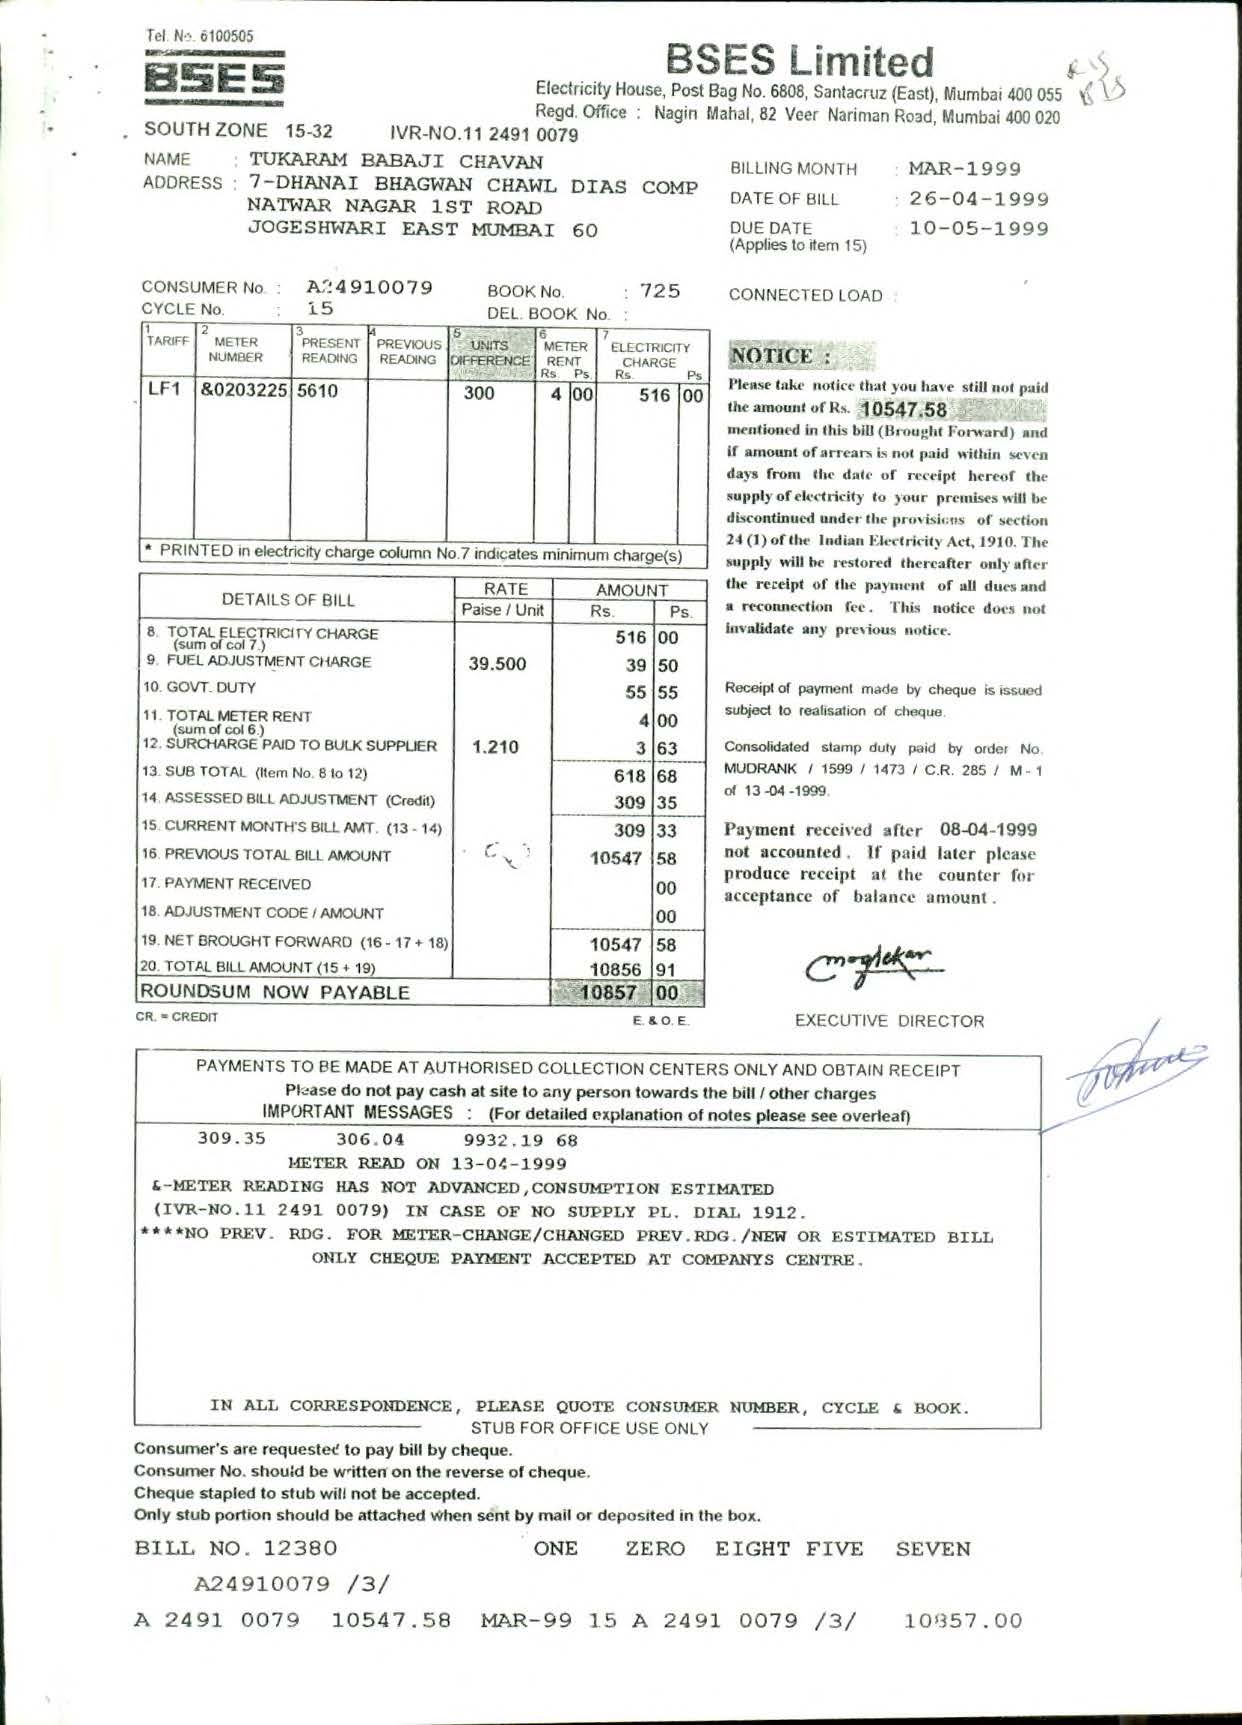 Tel. No. 6100505
BSES
BSES Limited
Electricity House, Post Bag No. 6808, Santacruz (East), Mumbai 400 055
Regd. Office : Nagin Mahal, 82 Veer Nariman Road, Mumbai 400 020
SOUTH ZONE 15-32 IVR-NO.11 2491 0079
NAME : TUKARAM BABAJI CHAVAN
ADDRESS : 7-DHANAI BHAGWAN CHAWL DIAS COMP
NATWAR NAGAR 1ST ROAD
JOGESHWARI EAST MUMBAI 60
BILLING MONTH : MAR-1999
DATE OF BILL : 26-04-1999
DUE DATE : 10-05-1999
(Applies to item 15)
CONSUMER No. : A24910079 BOOK No. : 725 CONNECTED LOAD :
CYCLE No. : 15 DEL. BOOK No. :
1 TARIFF 2 METER NUMBER 3 PRESENT READING 4 PREVIOUS READING 5 UNITS DIFFERENCE 6 METER RENT Rs. Ps. 7 ELECTRICITY CHARGE Rs. Ps
LF1 &0203225 5610 300 4 00 516 00
* PRINTED in electricity charge column No.7 indicates minimum charge(s)
NOTICE :
Please take notice that you have still not paid
the amount of Rs. 10547.58
mentioned in this bill (Brought Forward) and
if amount of arrears is not paid within seven
days from the date of receipt hereof the
supply of electricity to your premises will be
discontinued under the provisions of section
24 (1) of the Indian Electricity Act, 1910. The
supply will be restored thereafter only after
the receipt of the payment of all dues and
a reconnection fee. This notice does not
invalidate any previous notice.
DETAILS OF BILL RATE AMOUNT
Paise / Unit Rs. Ps.
8. TOTAL ELECTRICITY CHARGE 516 00
(sum of col 7.)
9. FUEL ADJUSTMENT CHARGE 39.500 39 50
10. GOVT. DUTY 55 55
11. TOTAL METER RENT 4 00
(sum of col 6.)
12. SURCHARGE PAID TO BULK SUPPLIER 1.210 3 63
13. SUB TOTAL (Item No. 8 to 12) 618 68
14. ASSESSED BILL ADJUSTMENT (Credit) 309 35
15. CURRENT MONTH'S BILL AMT. (13 - 14) 309 33
16. PREVIOUS TOTAL BILL AMOUNT 10547 58
17. PAYMENT RECEIVED 00
18. ADJUSTMENT CODE / AMOUNT 00
19. NET BROUGHT FORWARD (16 - 17 + 18) 10547 58
20. TOTAL BILL AMOUNT (15 + 19) 10856 91
ROUNDSUM NOW PAYABLE 10857 00
CR. = CREDIT E. & O. E.
Receipt of payment made by cheque is issued
subject to realisation of cheque.
Consolidated stamp duty paid by order No.
MUDRANK / 1599 / 1473 / C.R. 285 / M - 1
of 13 -04 -1999.
Payment received after 08-04-1999
not accounted. If paid later please
produce receipt at the counter for
acceptance of balance amount.
EXECUTIVE DIRECTOR
PAYMENTS TO BE MADE AT AUTHORISED COLLECTION CENTERS ONLY AND OBTAIN RECEIPT
Please do not pay cash at site to any person towards the bill / other charges
IMPORTANT MESSAGES : (For detailed explanation of notes please see overleaf)
309.35 306.04 9932.19 68
METER READ ON 13-04-1999
&-METER READING HAS NOT ADVANCED,CONSUMPTION ESTIMATED
(IVR-NO.11 2491 0079) IN CASE OF NO SUPPLY PL. DIAL 1912.
****NO PREV. RDG. FOR METER-CHANGE/CHANGED PREV.RDG./NEW OR ESTIMATED BILL
ONLY CHEQUE PAYMENT ACCEPTED AT COMPANYS CENTRE.
IN ALL CORRESPONDENCE, PLEASE QUOTE CONSUMER NUMBER, CYCLE & BOOK.
STUB FOR OFFICE USE ONLY
Consumer's are requested to pay bill by cheque.
Consumer No. should be written on the reverse of cheque.
Cheque stapled to stub will not be accepted.
Only stub portion should be attached when sent by mail or deposited in the box.
BILL NO. 12380 ONE ZERO EIGHT FIVE SEVEN
A24910079 /3/
A 2491 0079 10547.58 MAR-99 15 A 2491 0079 /3/ 10857.00